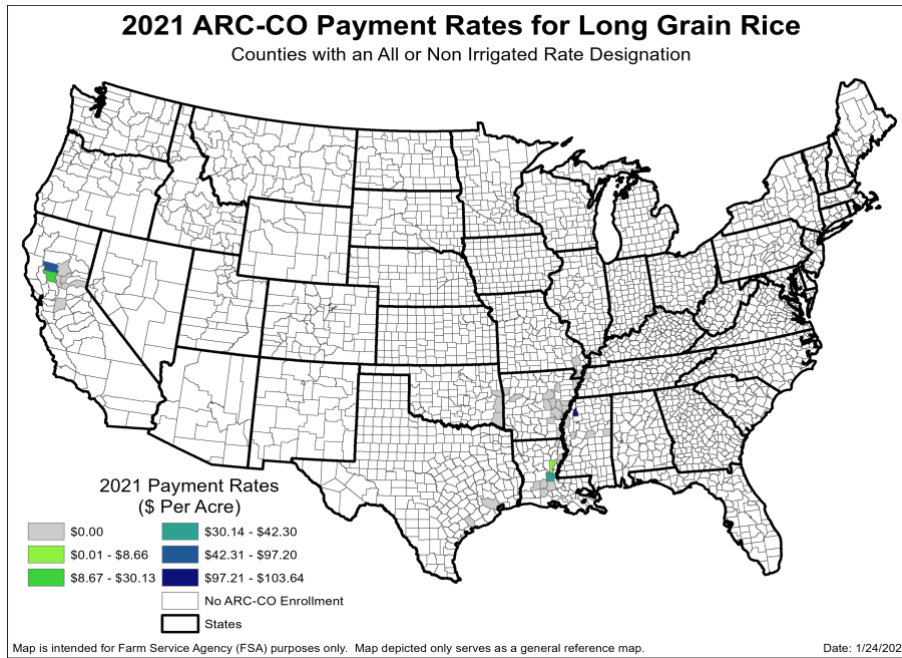 2021 ARC-CO Payment Rates for Long Grain Rice
Counties with an All or Non Irrigated Rate Designation
2021 Payment Rates
($ Per Acre)
$0.00
$0.01 - $8.66
$8.67 - $30.13
$30.14 - $42.30
$42.31 - $97.20
$97.21 - $103.64
No ARC-CO Enrollment
States
Map is intended for Farm Service Agency (FSA) purposes only. Map depicted only serves as a general reference map.
Date: 1/24/202